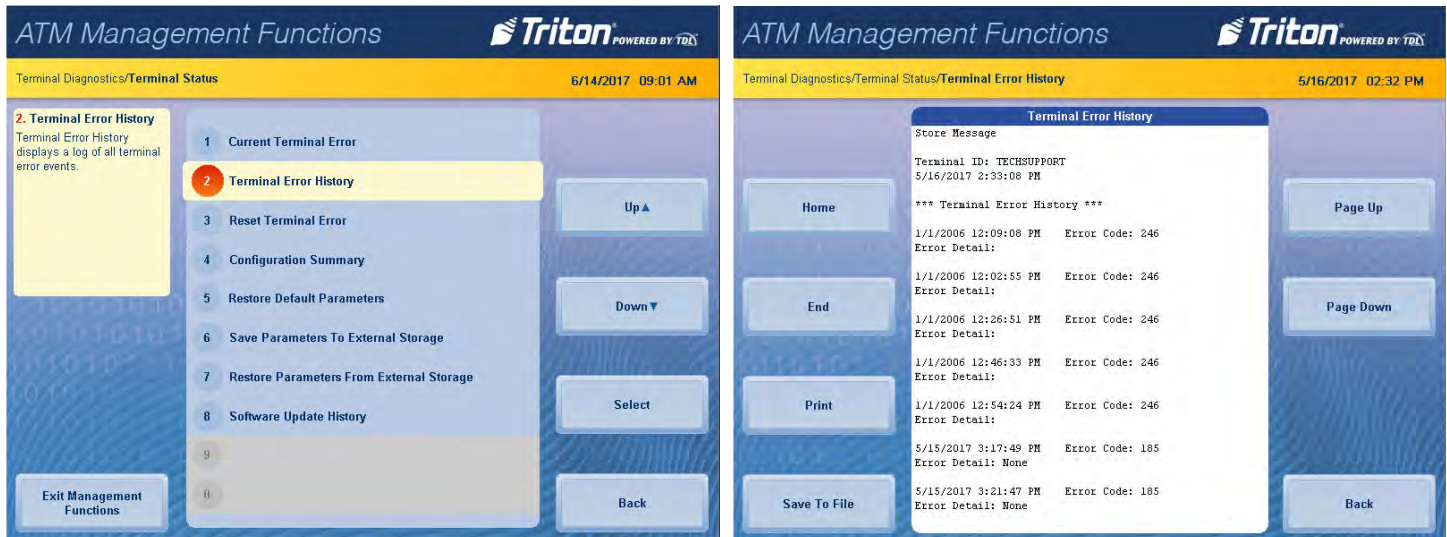 ATM Management Functions
Triton POWERED BY TDL
Terminal Diagnostics/Terminal Status
6/14/2017 09:01 AM
2. Terminal Error History
Terminal Error History
displays a log of all terminal
error events.
1 Current Terminal Error
2 Terminal Error History
3 Reset Terminal Error
4 Configuration Summary
5 Restore Default Parameters
6 Save Parameters To External Storage
7 Restore Parameters From External Storage
8 Software Update History
9
0
Up▲
Down▼
Select
Back
Exit Management
Functions
ATM Management Functions
Triton POWERED BY TDL
Terminal Diagnostics/Terminal Status/Terminal Error History
5/16/2017 02:32 PM
Home
End
Print
Save To File
Terminal Error History
Store Message
Terminal ID: TECHSUPPORT
5/16/2017 2:33:08 PM
*** Terminal Error History ***
1/1/2006 12:09:08 PM Error Code: 246
Error Detail:
1/1/2006 12:02:55 PM Error Code: 246
Error Detail:
1/1/2006 12:26:51 PM Error Code: 246
Error Detail:
1/1/2006 12:46:33 PM Error Code: 246
Error Detail:
1/1/2006 12:54:24 PM Error Code: 246
Error Detail:
5/15/2017 3:17:49 PM Error Code: 185
Error Detail: None
5/15/2017 3:21:47 PM Error Code: 185
Error Detail: None
Page Up
Page Down
Back